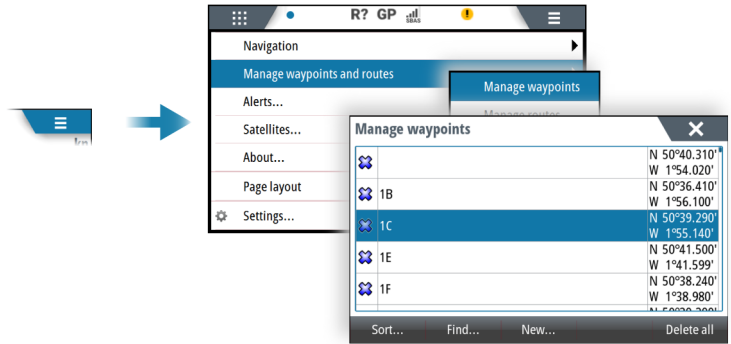 R? GP SBAS !
Navigation
Manage waypoints and routes
Manage waypoints
Manage routes
Alerts...
Satellites...
About...
Page layout
Settings...
Manage waypoints
N 50°40.310'
W 1°54.020'
1B
N 50°36.410'
W 1°56.100'
1C
N 50°39.290'
W 1°55.140'
1E
N 50°41.500'
W 1°41.599'
1F
N 50°38.240'
W 1°38.980'
Sort...
Find...
New...
Delete all